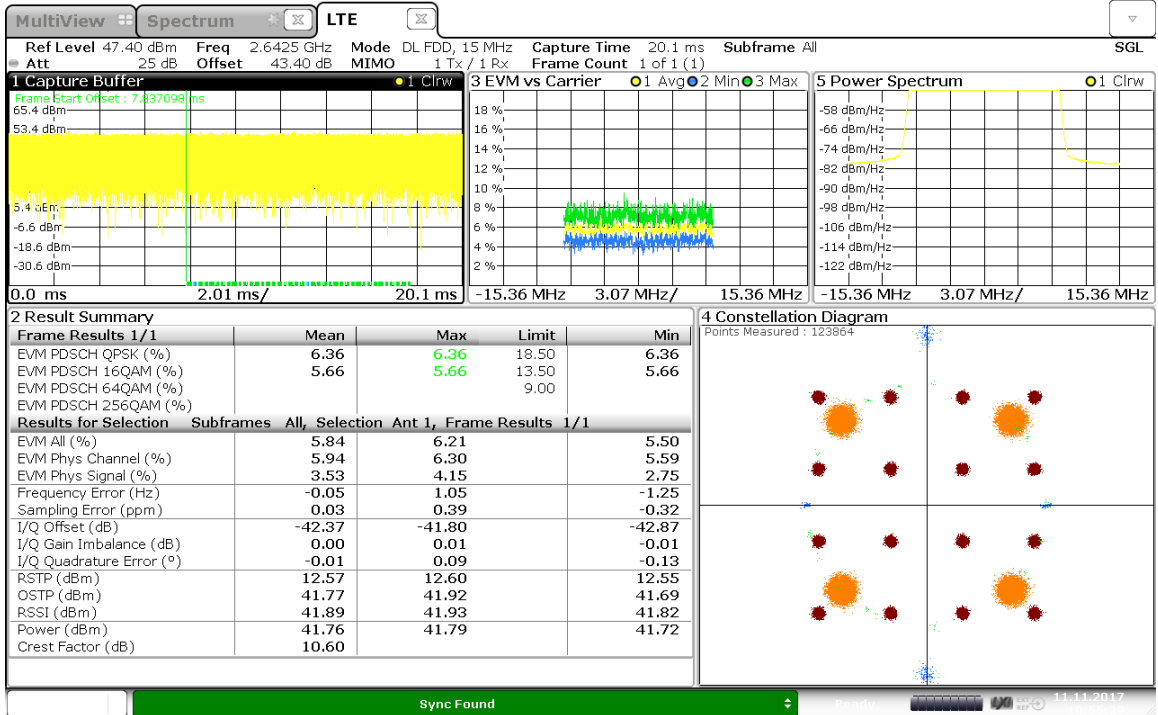 MultiView Spectrum LTE
Ref Level 47.40 dBm Freq 2.6425 GHz Mode DL FDD, 15 MHz Capture Time 20.1 ms Subframe All SGL
Att 25 dB Offset 43.40 dB MIMO 1 Tx / 1 Rx Frame Count 1 of 1 (1)
1 Capture Buffer 1 Clrw
Frame Start Offset : 7.837098 ms
65.4 dBm
53.4 dBm
5.4 dBm
-6.6 dBm
-18.6 dBm
-30.6 dBm
0.0 ms 2.01 ms/ 20.1 ms
3 EVM vs Carrier 1 Avg 2 Min 3 Max
18 %
16 %
14 %
12 %
10 %
8 %
6 %
4 %
2 %
-15.36 MHz 3.07 MHz/ 15.36 MHz
5 Power Spectrum 1 Clrw
-58 dBm/Hz
-66 dBm/Hz
-74 dBm/Hz
-82 dBm/Hz
-90 dBm/Hz
-98 dBm/Hz
-106 dBm/Hz
-114 dBm/Hz
-122 dBm/Hz
-15.36 MHz 3.07 MHz/ 15.36 MHz
2 Result Summary
Frame Results 1/1 Mean Max Limit Min
EVM PDSCH QPSK (%) 6.36 6.36 18.50 6.36
EVM PDSCH 16QAM (%) 5.66 5.66 13.50 5.66
EVM PDSCH 64QAM (%) 9.00
EVM PDSCH 256QAM (%)
Results for Selection Subframes All, Selection Ant 1, Frame Results 1/1
EVM All (%) 5.84 6.21 5.50
EVM Phys Channel (%) 5.94 6.30 5.59
EVM Phys Signal (%) 3.53 4.15 2.75
Frequency Error (Hz) -0.05 1.05 -1.25
Sampling Error (ppm) 0.03 0.39 -0.32
I/Q Offset (dB) -42.37 -41.80 -42.87
I/Q Gain Imbalance (dB) 0.00 0.01 -0.01
I/Q Quadrature Error (º) -0.01 0.09 -0.13
RSTP (dBm) 12.57 12.60 12.55
OSTP (dBm) 41.77 41.92 41.69
RSSI (dBm) 41.89 41.93 41.82
Power (dBm) 41.76 41.79 41.72
Crest Factor (dB) 10.60
4 Constellation Diagram
Points Measured : 123864
Sync Found
Ready
LXI
EXT
REF
11.11.2017